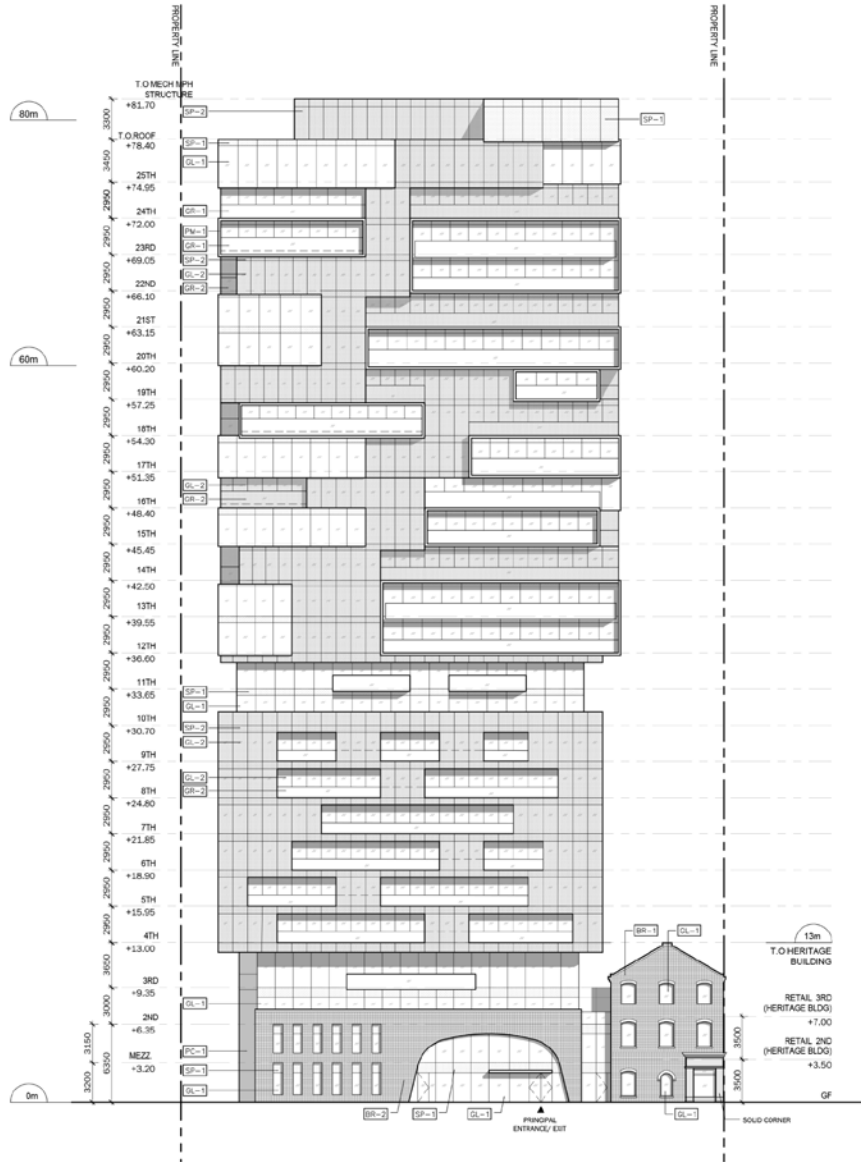 PROPERTY LINE
PROPERTY LINE
T.O MECH MPH
STRUCTURE
+81.70
80m
3300
SP-2
SP-1
T.O.ROOF
+78.40
SP-1
GL-1
3450
25TH
+74.95
2950
24TH
GR-1
+72.00
2950
PM-1
23RD
GR-1
+69.05
SP-2
2950
GL-2
22ND
GR-2
+66.10
2950
21ST
+63.15
2950
20TH
60m
+60.20
2950
19TH
+57.25
2950
18TH
+54.30
2950
17TH
+51.35
2950
GL-2
16TH
GR-2
+48.40
2950
15TH
+45.45
2950
14TH
+42.50
2950
13TH
+39.55
2950
12TH
+36.60
2950
11TH
SP-1
+33.65
GL-1
2950
10TH
SP-2
+30.70
GL-2
2950
9TH
+27.75
2950
GL-2
8TH
GR-2
+24.80
2950
7TH
+21.85
2950
6TH
+18.90
2950
5TH
+15.95
2950
4TH
+13.00
BR-1
GL-1
13m
T.O HERITAGE
BUILDING
3650
3RD
+9.35
3000
GL-1
RETAIL 3RD
(HERITAGE BLDG)
+7.00
2ND
+6.35
3150
3500
RETAIL 2ND
(HERITAGE BLDG)
+3.50
PC-1
MEZZ.
+3.20
SP-1
6350
3200
3500
GL-1
0m
GF
BR-2
SP-1
GL-1
GL-1
PRINCIPAL
ENTRANCE/ EXIT
SOLID CORNER